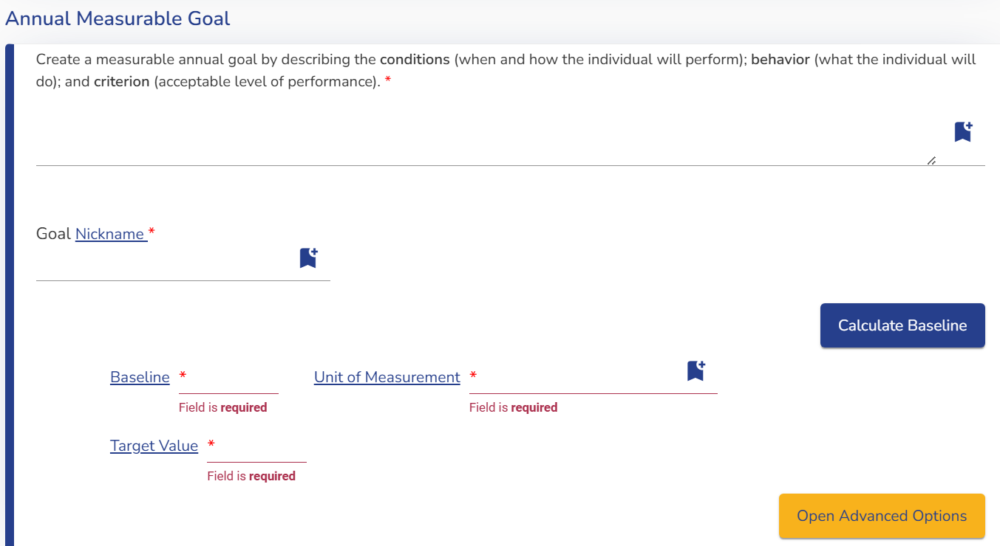 Annual Measurable Goal
Create a measurable annual goal by describing the conditions (when and how the individual will perform); behavior (what the individual will
do); and criterion (acceptable level of performance). *
Goal Nickname *
Calculate Baseline
Baseline * Unit of Measurement *
Field is required Field is required
Target Value *
Field is required
Open Advanced Options